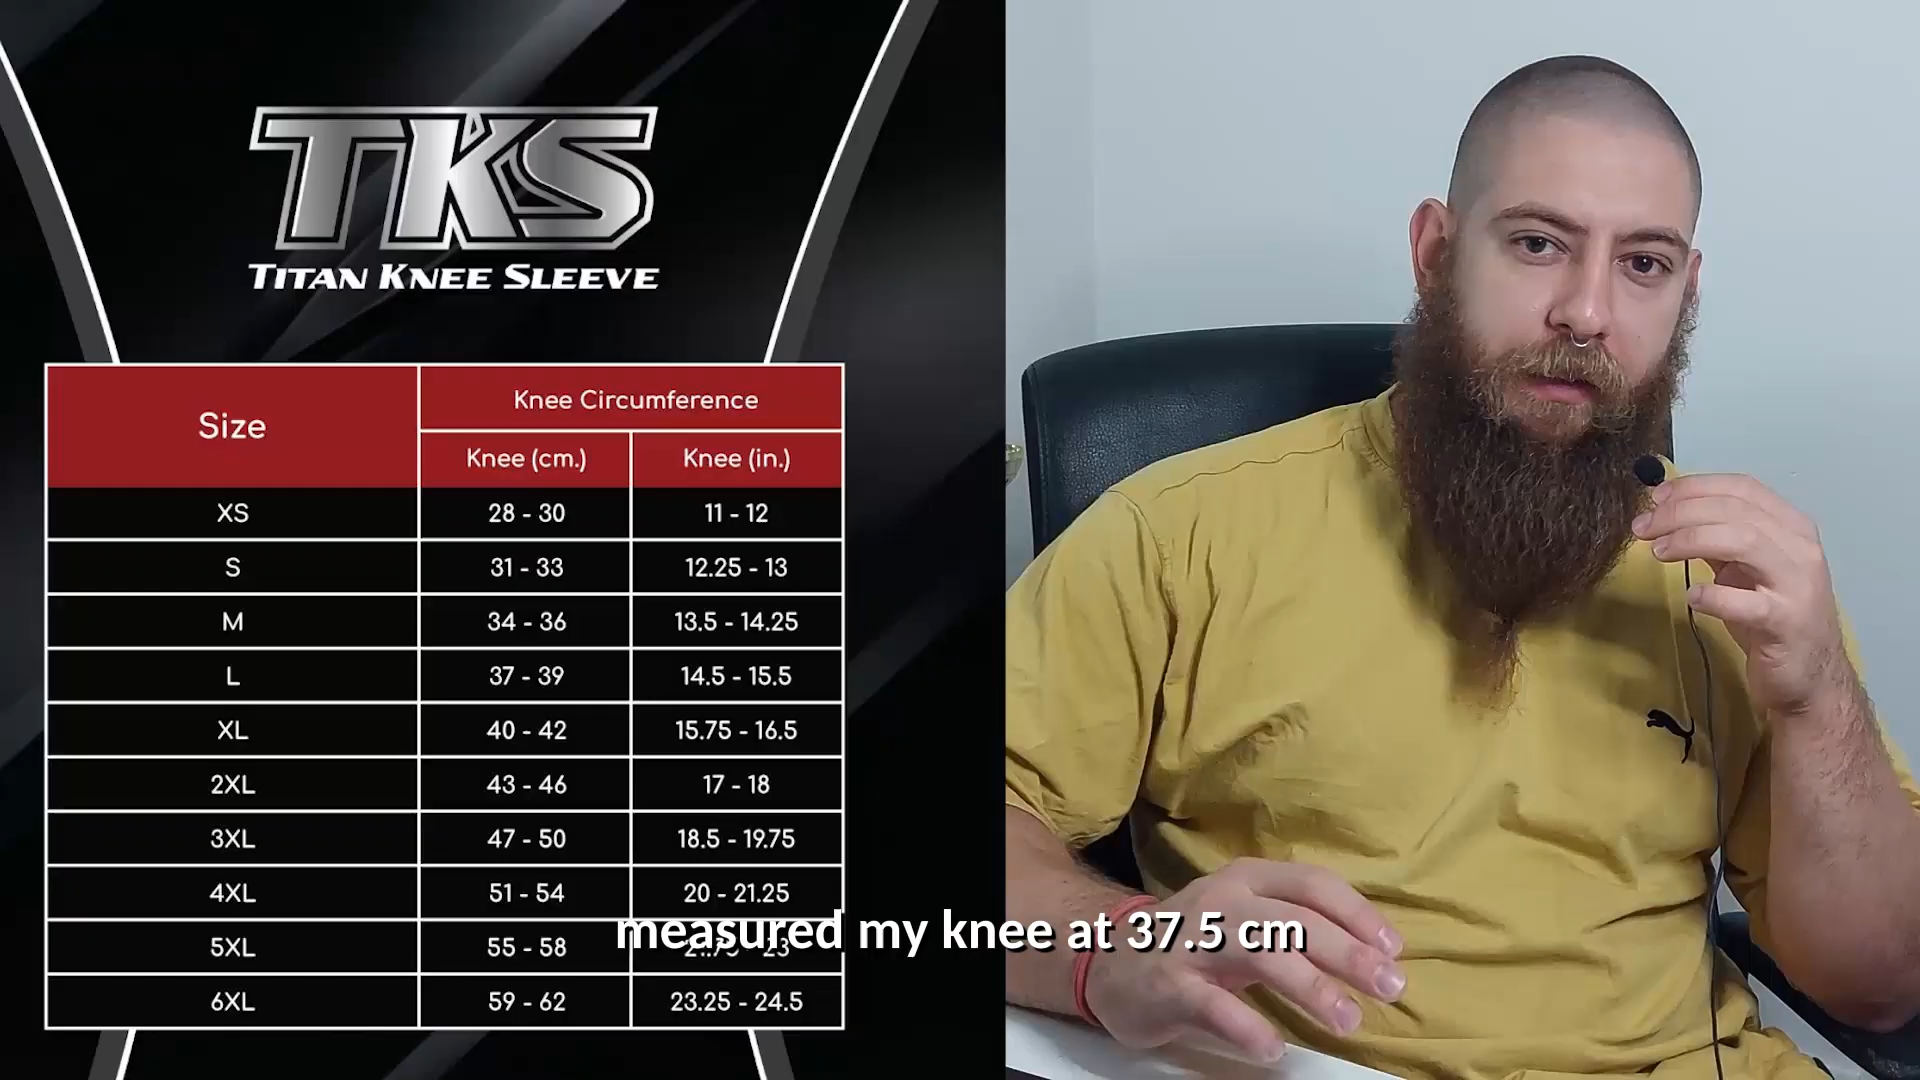 TKS
TITAN KNEE SLEEVE
Size
Knee Circumference
Knee (cm.) Knee (in.)
XS 28 - 30 11 - 12
S 31 - 33 12.25 - 13
M 34 - 36 13.5 - 14.25
L 37 - 39 14.5 - 15.5
XL 40 - 42 15.75 - 16.5
2XL 43 - 46 17 - 18
3XL 47 - 50 18.5 - 19.75
4XL 51 - 54 20 - 21.25
measured my knee at 37.5 cm
5XL 55 - 58
6XL 59 - 62 23.25 - 24.5